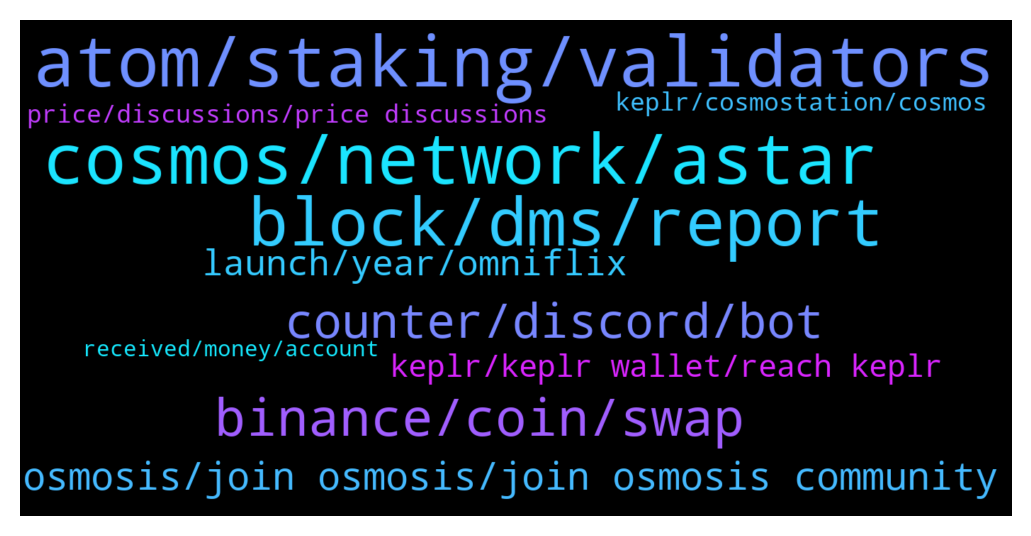 atom/staking/validators
keplr/cosmostation/cosmos
price/discussions/price discussions
cosmos/network/astar
block/dms/report
launch/year/omniflix
counter/discord/bot
received/money/account
keplr/keplr wallet/reach keplr
binance/coin/swap
osmosis/join osmosis/join osmosis community